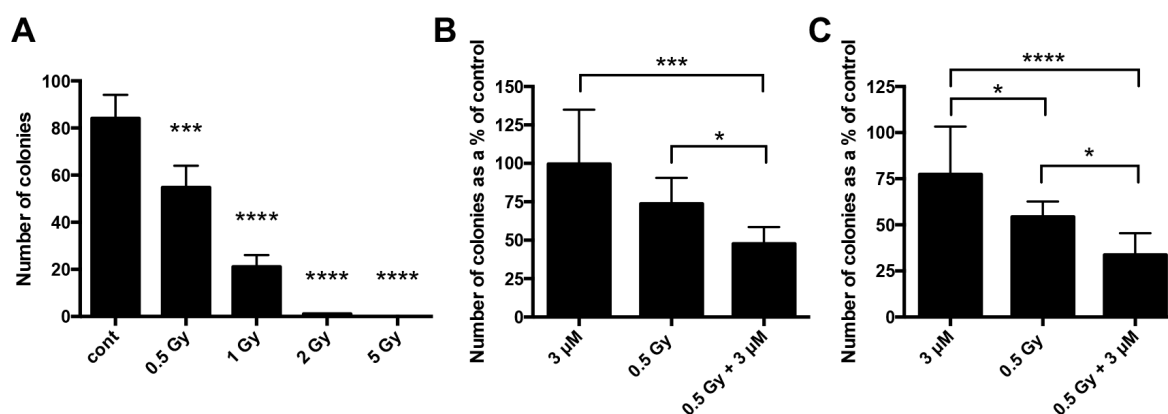 A
Number of colonies
100
80
60
40
20
0
***
****
****
****
cont
0.5 Gy
1 Gy
2 Gy
5 Gy
B
Number of colonies as a % of control
150
125
100
75
50
25
0
***
*
3 µM
0.5 Gy
0.5 Gy + 3 µM
C
Number of colonies as a % of control
125
100
75
50
25
0
****
*
*
3 µM
0.5 Gy
0.5 Gy + 3 µM